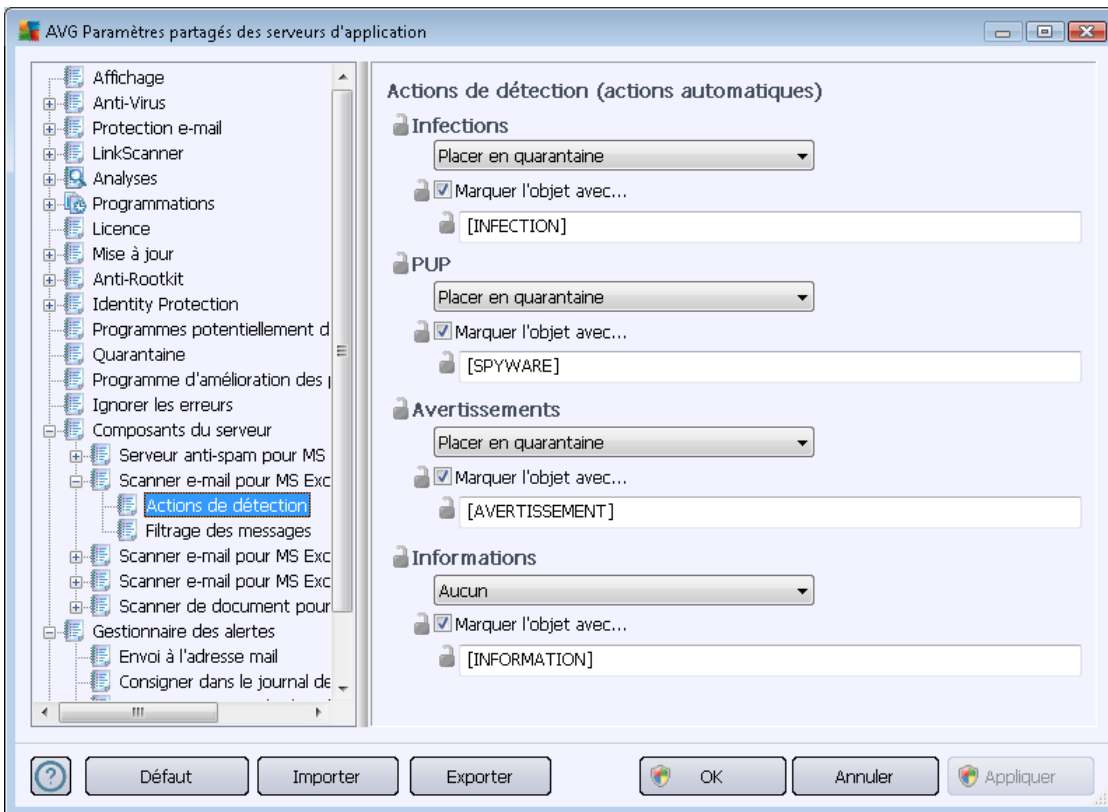 AVG Paramètres partagés des serveurs d'application
Affichage
Anti-Virus
Protection e-mail
LinkScanner
Analyses
Programmations
Licence
Mise à jour
Anti-Rootkit
Identity Protection
Programmes potentiellement d
Quarantaine
Programme d'amélioration des
Ignorer les erreurs
Composants du serveur
Serveur anti-spam pour MS
Scanner e-mail pour MS Exc
Actions de détection
Filtrage des messages
Scanner e-mail pour MS Exc
Scanner e-mail pour MS Exc
Scanner de document pour
Gestionnaire des alertes
Envoi à l'adresse mail
Consigner dans le journal de
Actions de détection (actions automatiques)
Infections
Placer en quarantaine
Marquer l'objet avec...
[INFECTION]
PUP
Placer en quarantaine
Marquer l'objet avec...
[SPYWARE]
Avertissements
Placer en quarantaine
Marquer l'objet avec...
[AVERTISSEMENT]
Informations
Aucun
Marquer l'objet avec...
[INFORMATION]
Défaut
Importer
Exporter
OK
Annuler
Appliquer